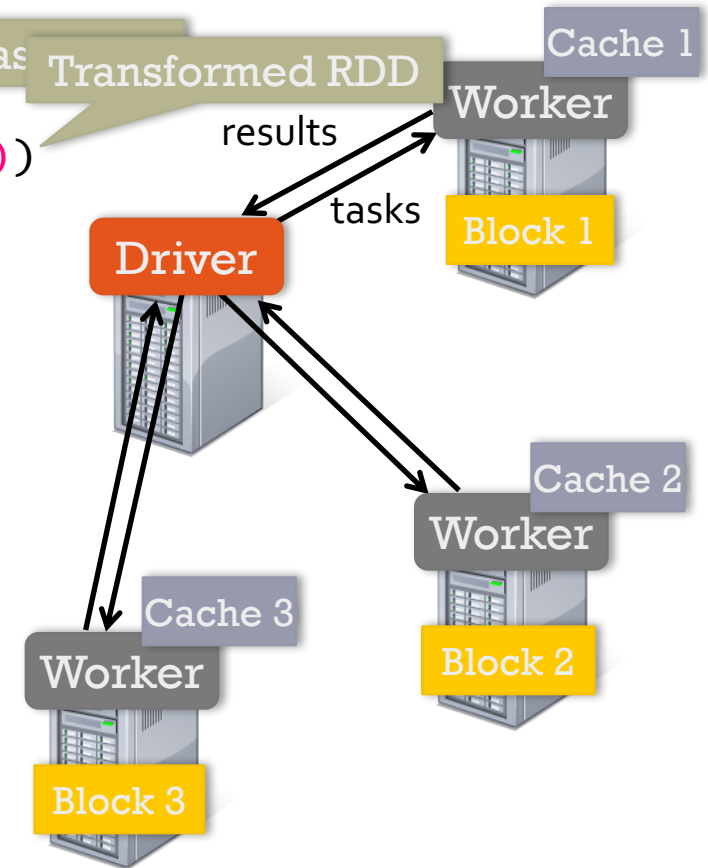 Transformed RDD
))
results
tasks
Cache 1
Worker
Block 1
Driver
Cache 2
Worker
Block 2
Cache 3
Worker
Block 3